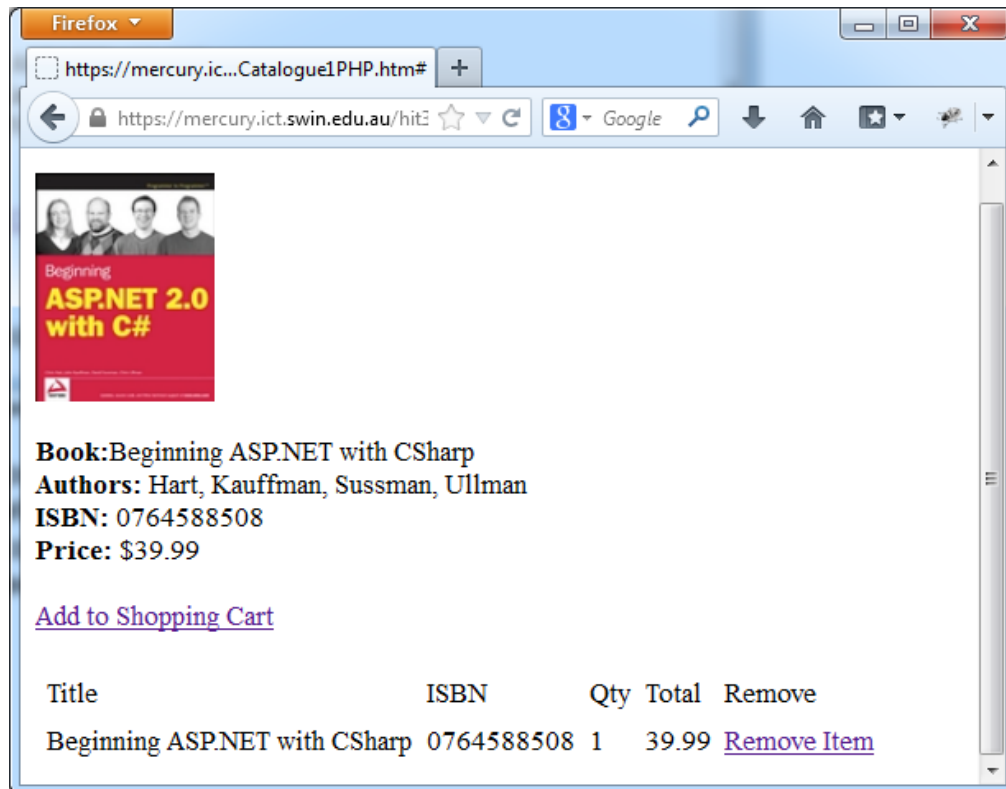 Firefox
https://mercury.ic...Catalogue1PHP.htm#
https://mercury.ict.swin.edu.au/hit3
8 Google
Beginning
ASP.NET 2.0
with C#
Book:Beginning ASP.NET with CSharp
Authors: Hart, Kauffman, Sussman, Ullman
ISBN: 0764588508
Price: $39.99
Add to Shopping Cart
Title ISBN Qty Total Remove
Beginning ASP.NET with CSharp 0764588508 1 39.99 Remove Item